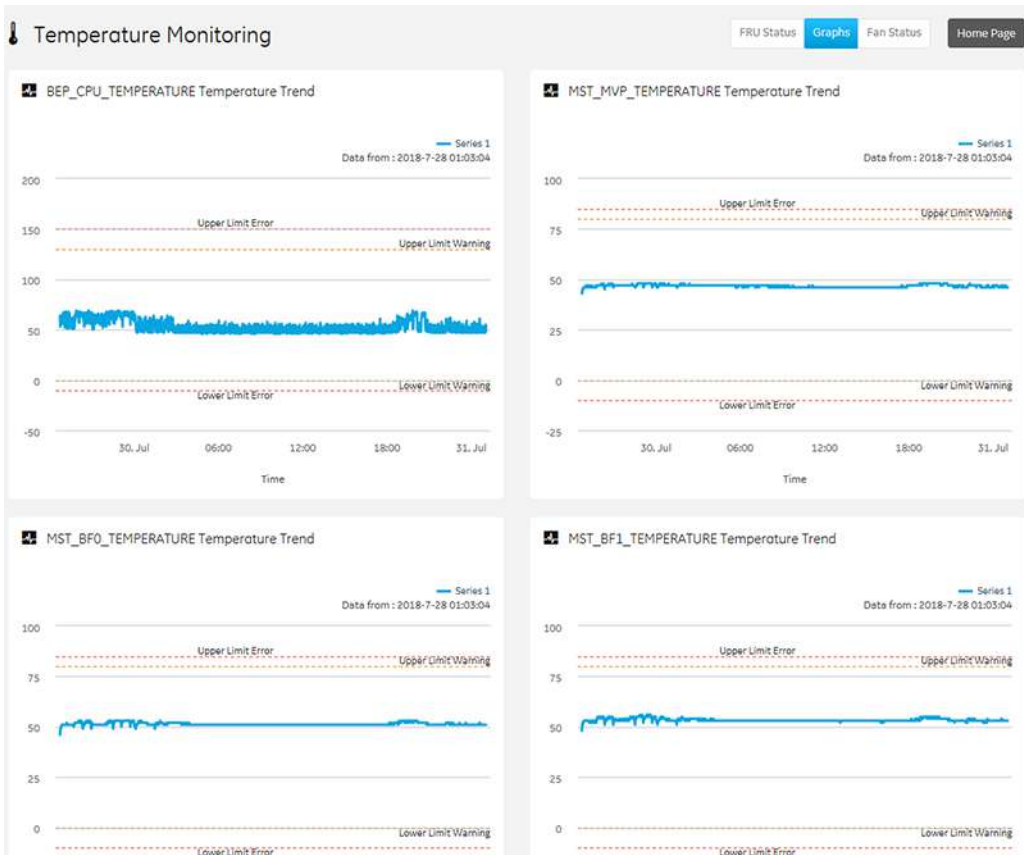 Temperature Monitoring
FRU Status Graphs Fan Status Home Page
BEP_CPU_TEMPERATURE Temperature Trend
Series 1
Data from : 2018-7-28 01:03:04
200
Upper Limit Error
150
Upper Limit Warning
100
50
0
Lower Limit Warning
Lower Limit Error
-50
30. Jul 06:00 12:00 18:00 31. Jul
Time
MST_MVP_TEMPERATURE Temperature Trend
Series 1
Data from : 2018-7-28 01:03:04
100
Upper Limit Error
Upper Limit Warning
75
50
25
0
Lower Limit Warning
Lower Limit Error
-25
30. Jul 06:00 12:00 18:00 31. Jul
Time
MST_BF0_TEMPERATURE Temperature Trend
Series 1
Data from : 2018-7-28 01:03:04
100
Upper Limit Error
Upper Limit Warning
75
50
25
0
Lower Limit Warning
Lower Limit Error
MST_BF1_TEMPERATURE Temperature Trend
Series 1
Data from : 2018-7-28 01:03:04
100
Upper Limit Error
Upper Limit Warning
75
50
25
0
Lower Limit Warning
Lower Limit Error